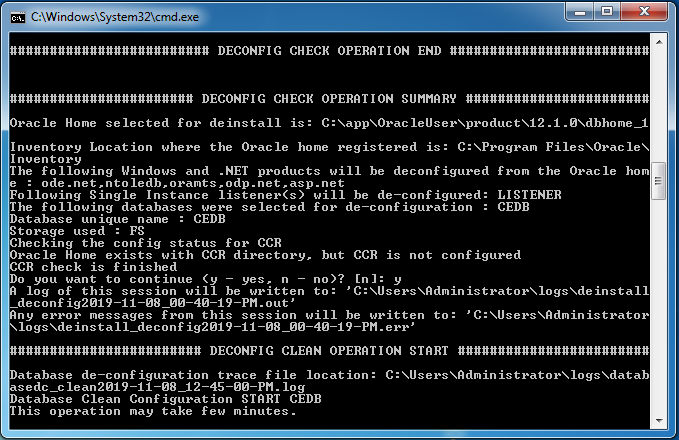 C:\Windows\System32\cmd.exe
######################### DECONFIG CHECK OPERATION END #########################
####################### DECONFIG CHECK OPERATION SUMMARY #######################
Oracle Home selected for deinstall is: C:\app\OracleUser\product\12.1.0\dbhome_1
Inventory Location where the Oracle home registered is: C:\Program Files\Oracle\
Inventory
The following Windows and .NET products will be deconfigured from the Oracle hom
e : ode.net,ntoledb,oramts,odp.net,asp.net
Following Single Instance listener(s) will be de-configured: LISTENER
The following databases were selected for de-configuration : CEDB
Database unique name : CEDB
Storage used : FS
Checking the config status for CCR
Oracle Home exists with CCR directory, but CCR is not configured
CCR check is finished
Do you want to continue (y - yes, n - no)? [n]: y
A log of this session will be written to: 'C:\Users\Administrator\logs\deinstall
_deconfig2019-11-08_00-40-19-PM.out'
Any error messages from this session will be written to: 'C:\Users\Administrator
\logs\deinstall_deconfig2019-11-08_00-40-19-PM.err'
######################## DECONFIG CLEAN OPERATION START ########################
Database de-configuration trace file location: C:\Users\Administrator\logs\datab
asedc_clean2019-11-08_12-45-00-PM.log
Database Clean Configuration START CEDB
This operation may take few minutes.